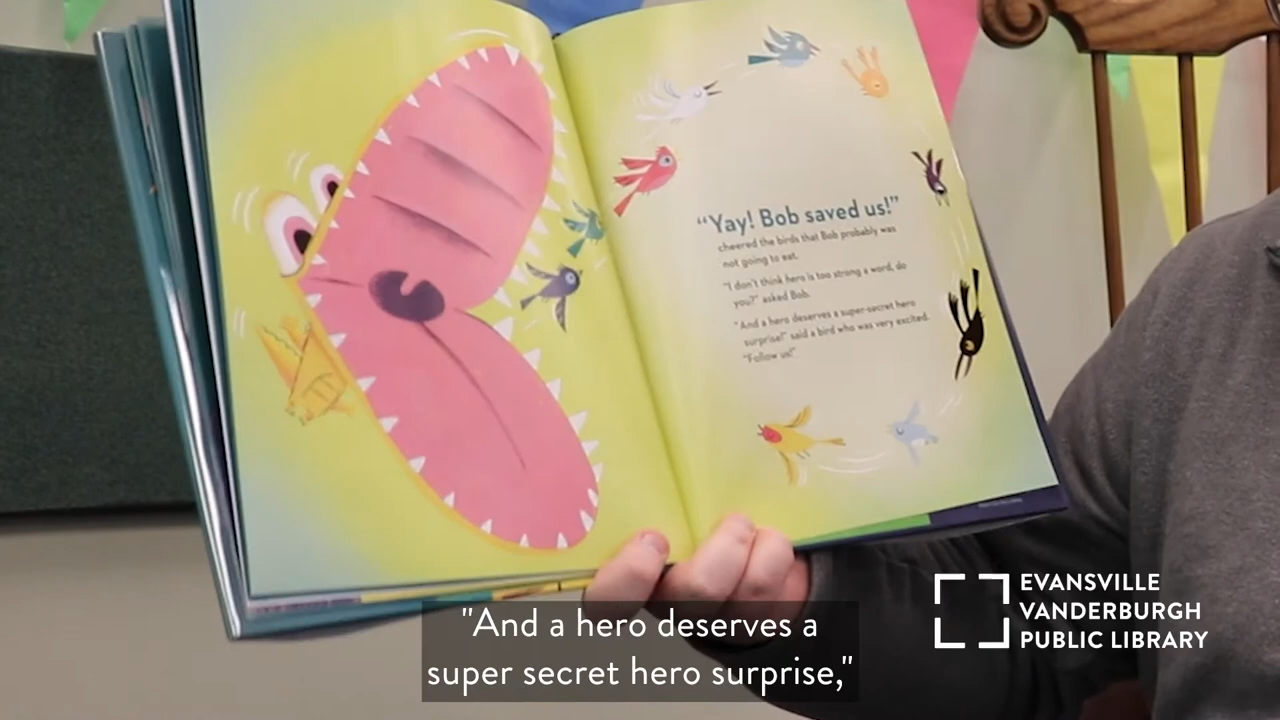 “Yay! Bob saved us!”
cheered the birds that Bob probably was
not going to eat.
“I don’t think hero is too strong a word, do
you?” asked Bob.
“And a hero deserves a super-secret hero
surprise!” said a bird who was very excited.
“Follow us!”
EVANSVILLE
VANDERBURGH
PUBLIC LIBRARY
"And a hero deserves a
super secret hero surprise,"